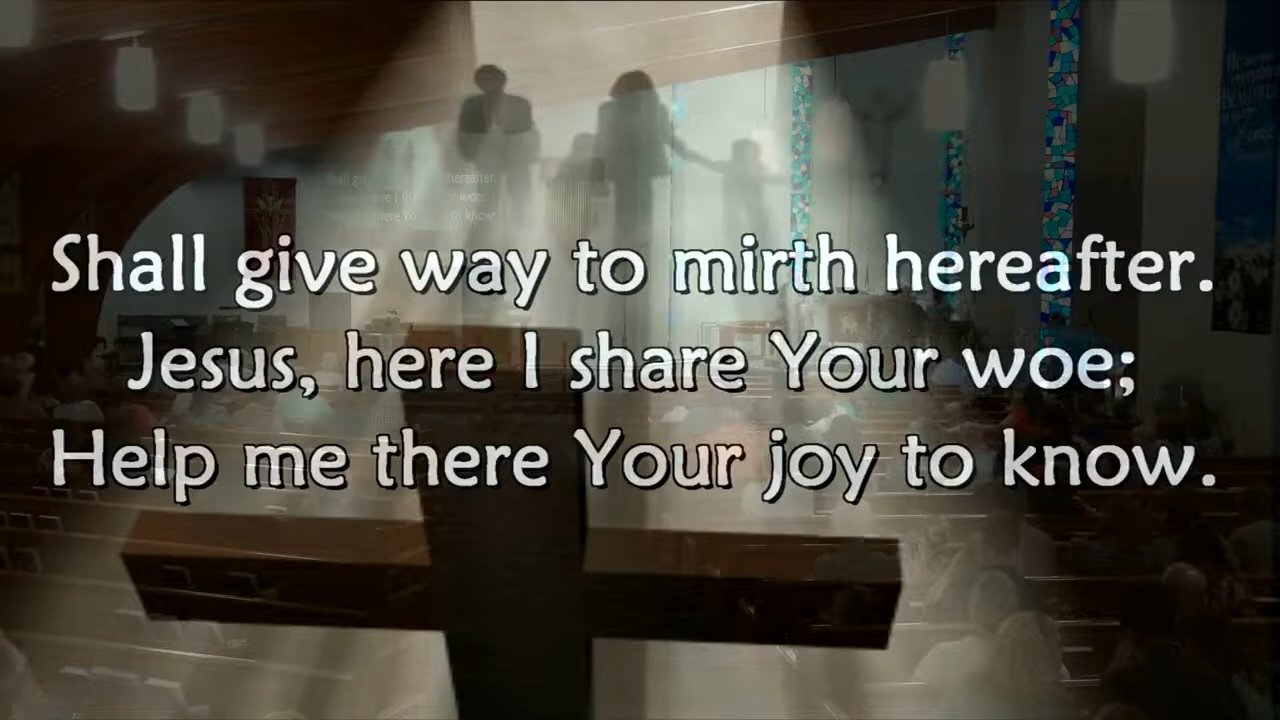 Shall give way to mirth hereafter.
Jesus, here I share Your woe;
Help me there Your joy to know.